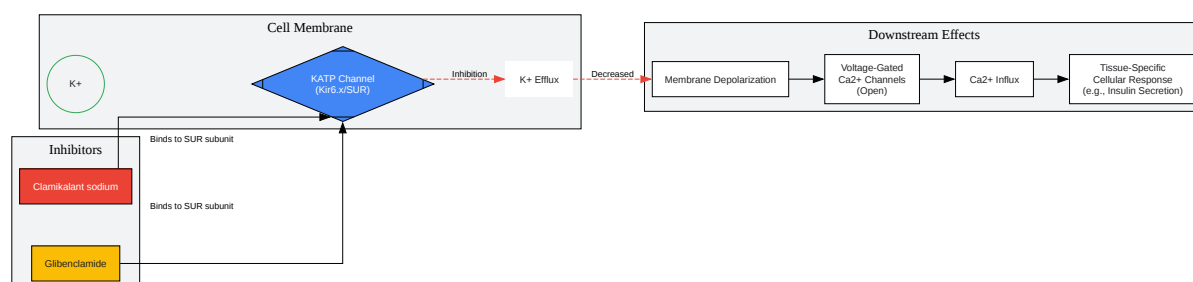 Cell Membrane
K+
KATP Channel
(Kir6.x/SUR)
Inhibition
K+ Efflux
Decreased
Downstream Effects
Membrane Depolarization
Voltage-Gated
Ca2+ Channels
(Open)
Ca2+ Influx
Tissue-Specific
Cellular Response
(e.g., Insulin Secretion)
Binds to SUR subunit
Inhibitors
Clamikalant sodium
Binds to SUR subunit
Glibenclamide